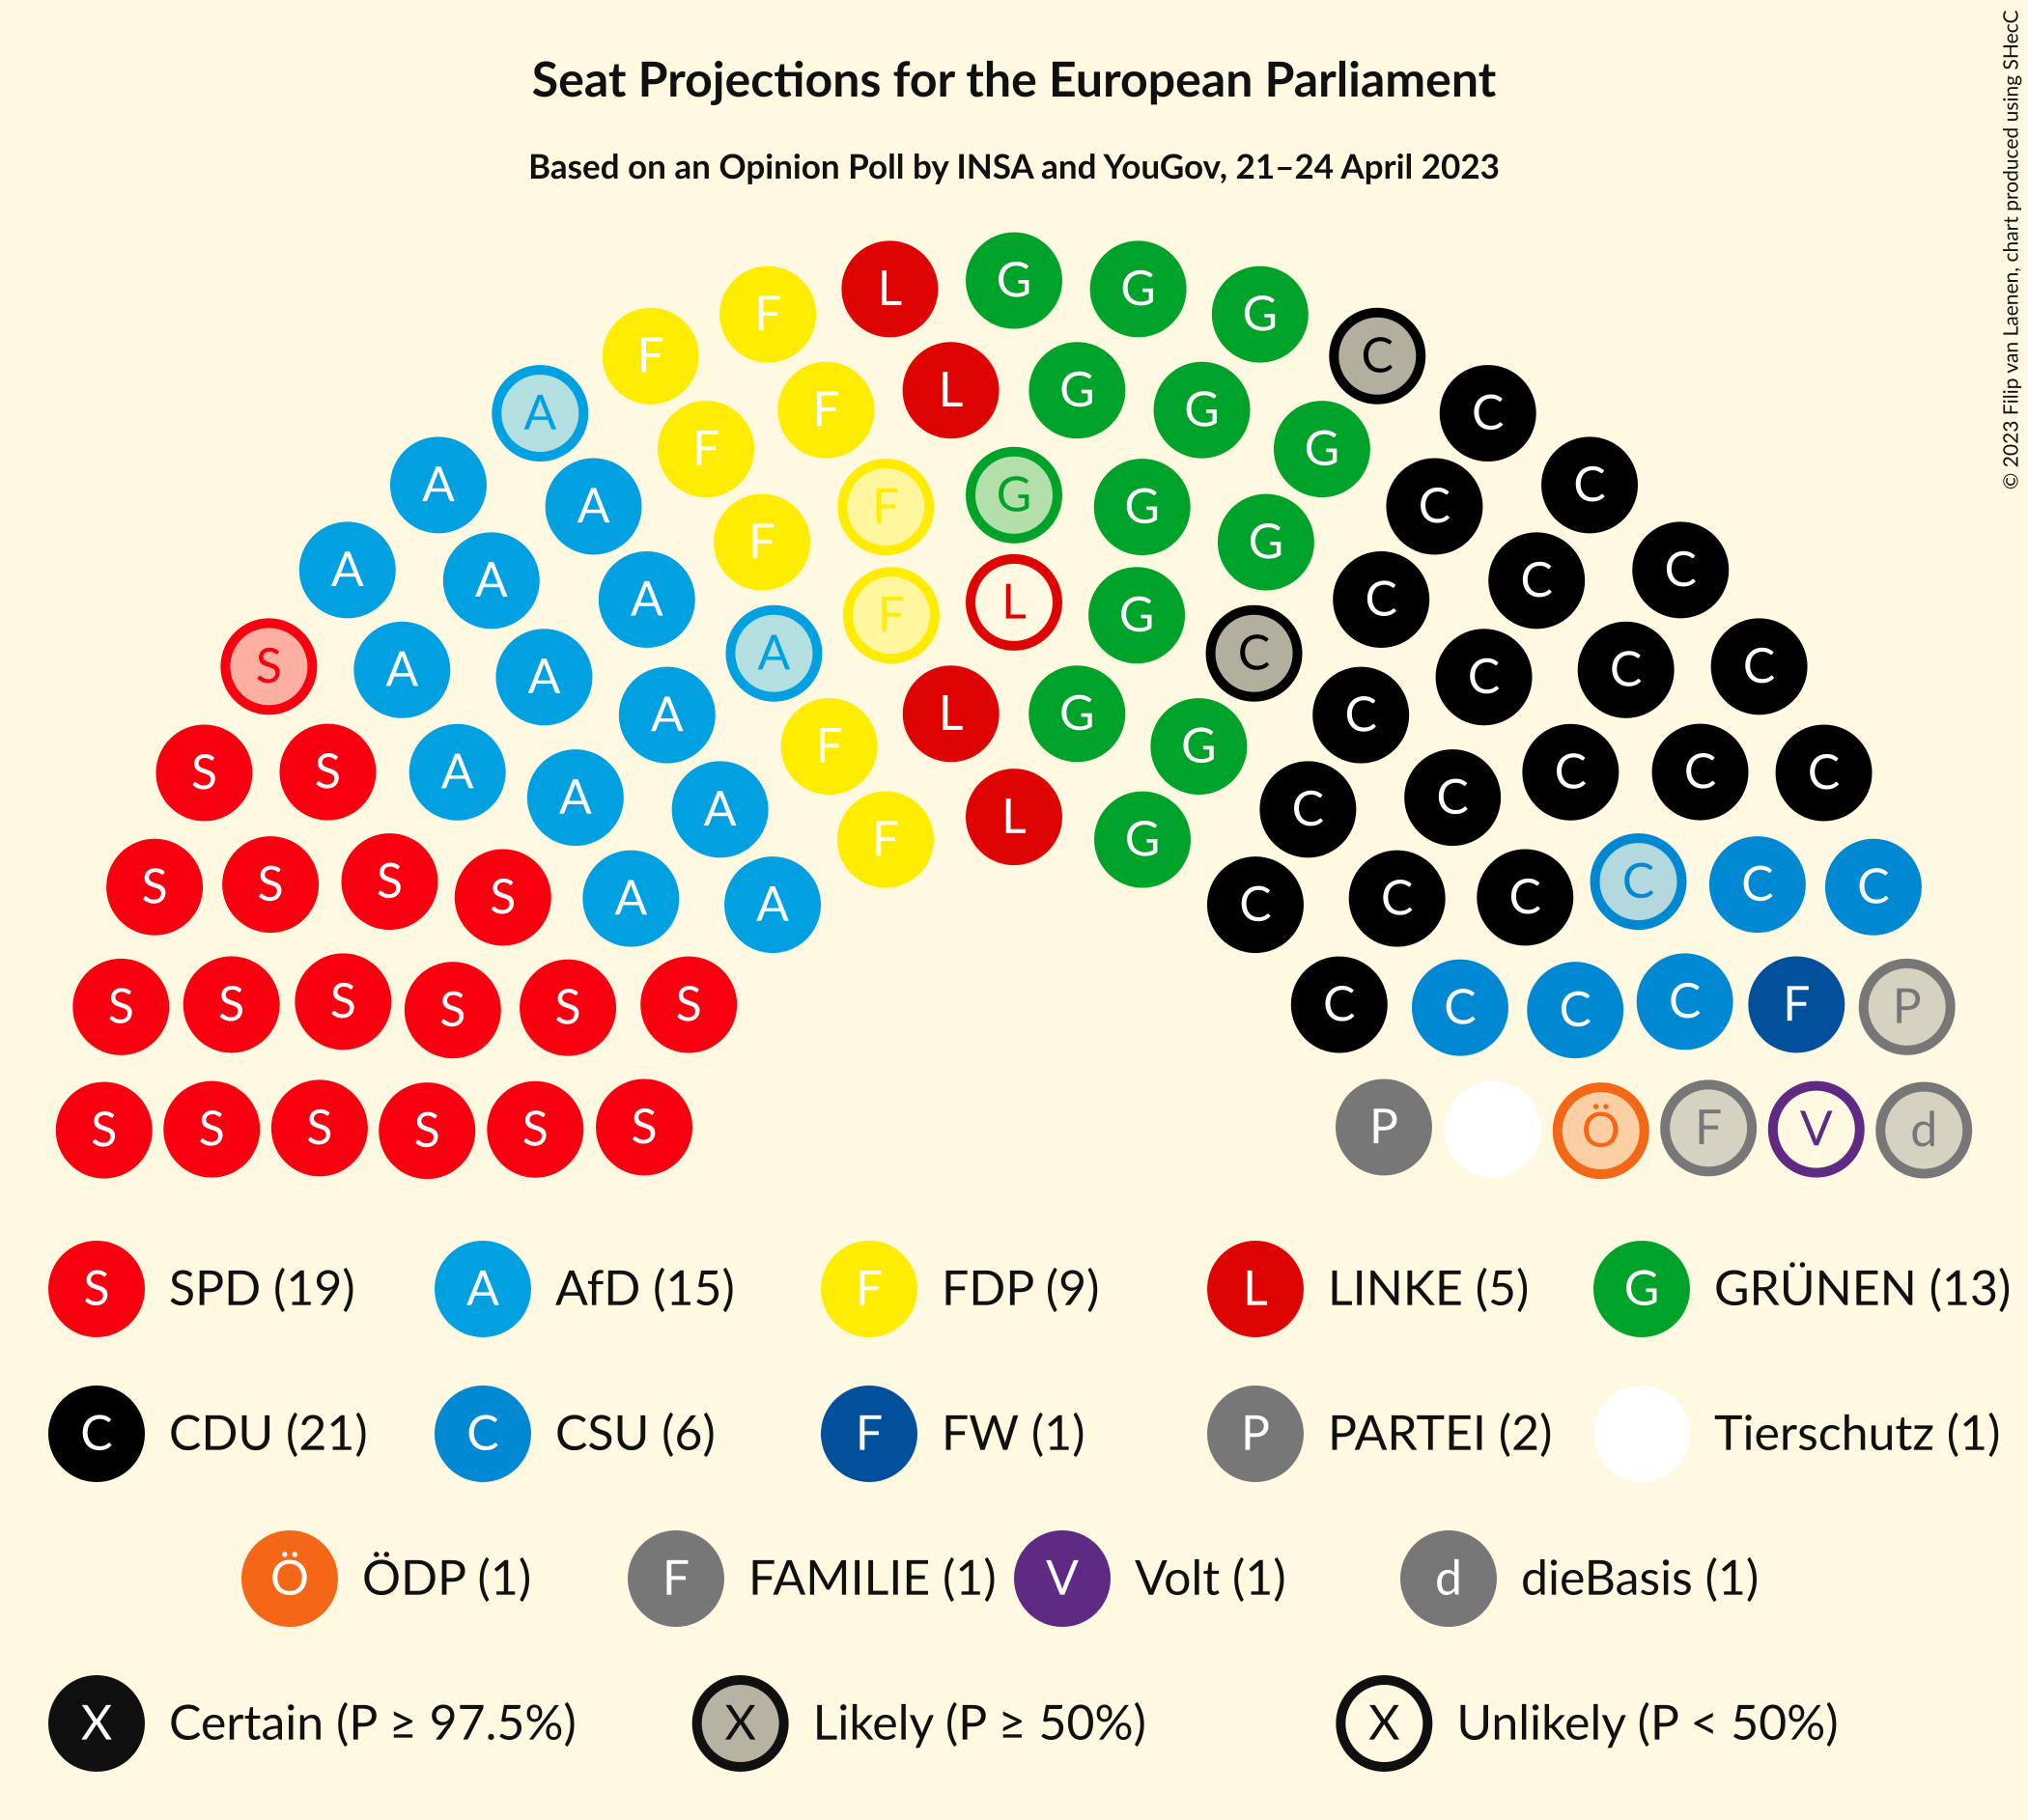 Seat Projections for the European Parliament
Based on an Opinion Poll by INSA and YouGov, 21–24 April 2023
© 2023 Filip van Laenen, chart produced using SHecC
L G G G
F F C
A F F L G G G C
A A F G G G C C
A A A F L G C C C
S A A A A F L G G C C C C C
S S A A A F L G C C C C C
S S S S A A C C C C C C
S S S S S S C C C C F P
S S S S S S P Ö F V d
S SPD (19) A AfD (15) F FDP (9) L LINKE (5) G GRÜNEN (13)
C CDU (21) C CSU (6) F FW (1) P PARTEI (2) Tierschutz (1)
Ö ÖDP (1) F FAMILIE (1) V Volt (1) d dieBasis (1)
X Certain (P ≥ 97.5%) X Likely (P ≥ 50%) X Unlikely (P < 50%)